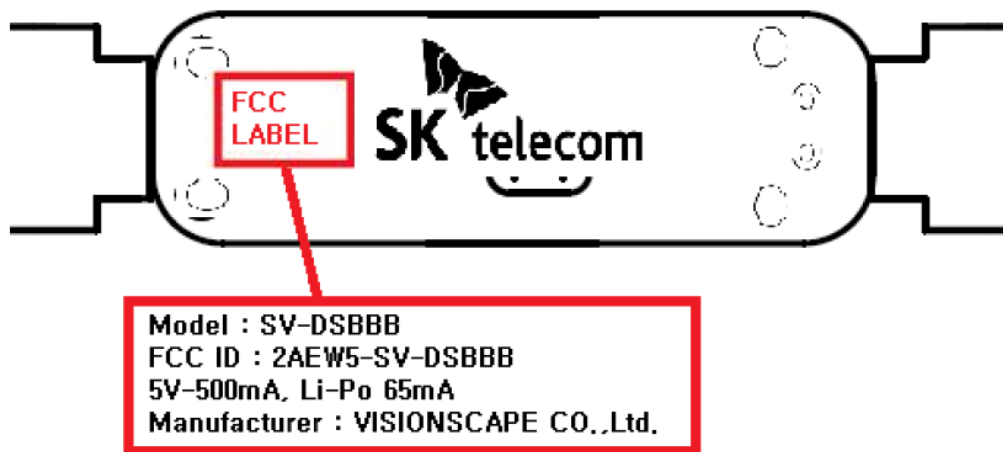 FCC
LABEL
SK telecom
Model : SV-DSBBB
FCC ID : 2AEW5-SV-DSBBB
5V-500mA, Li-Po 65mA
Manufacturer : VISIONSCAPE CO.,Ltd.